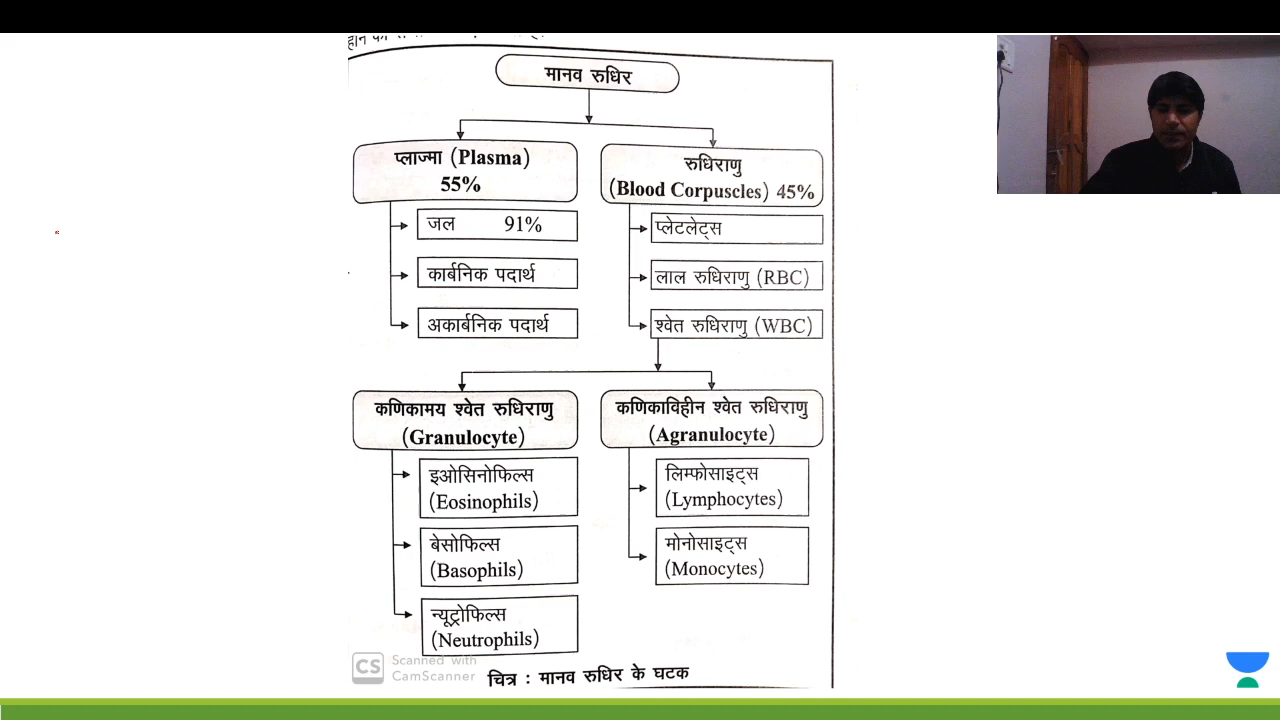 मानव रुधिर
प्लाज्मा (Plasma)
55%
रुधिराणु
(Blood Corpuscles) 45%
जल 91%
कार्बनिक पदार्थ
अकार्बनिक पदार्थ
प्लेटलेट्स
लाल रुधिराणु (RBC)
श्वेत रुधिराणु (WBC)
कणिकामय श्वेत रुधिराणु
(Granulocyte)
इओसिनोफिल्स
(Eosinophils)
बेसोफिल्स
(Basophils)
न्यूट्रोफिल्स
(Neutrophils)
कणिकाविहीन श्वेत रुधिराणु
(Agranulocyte)
लिम्फोसाइट्स
(Lymphocytes)
मोनोसाइट्स
(Monocytes)
CS
Scanned with
CamScanner
चित्र : मानव रुधिर के घटक